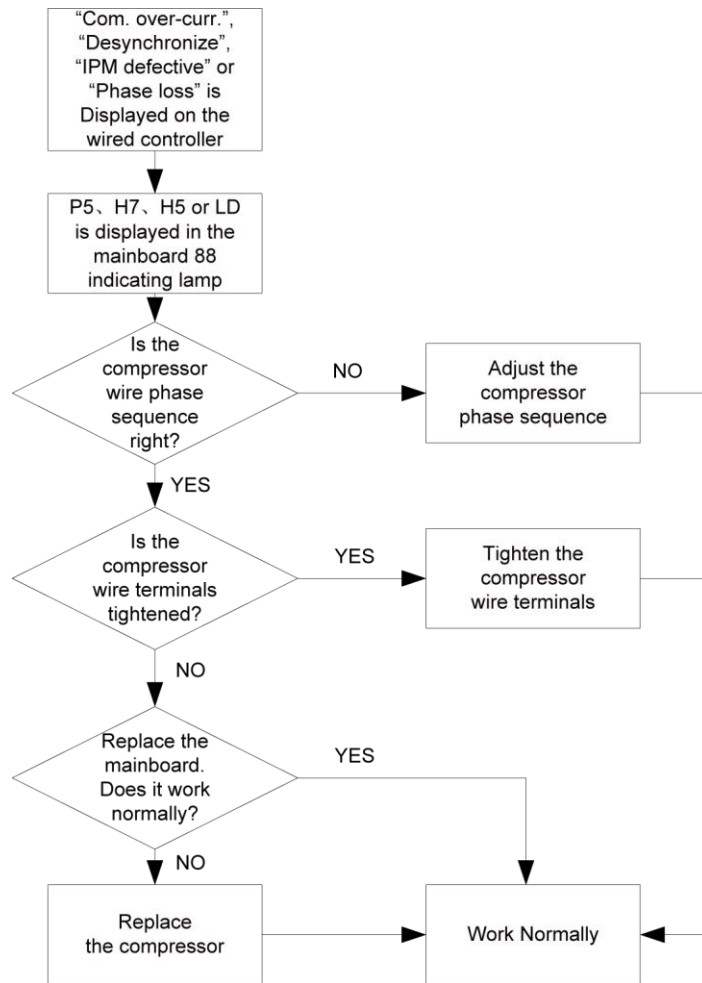 “Com. over-curr.”,
“Desynchronize”,
“IPM defective” or
“Phase loss” is
Displayed on the
wired controller
P5、H7、H5 or LD
is displayed in the
mainboard 88
indicating lamp
Is the
compressor
wire phase
sequence
right?
NO
Adjust the
compressor
phase sequence
YES
Is the
compressor
wire terminals
tightened?
YES
Tighten the
compressor
wire terminals
NO
Replace the
mainboard.
Does it work
normally?
YES
NO
Replace
the compressor
Work Normally